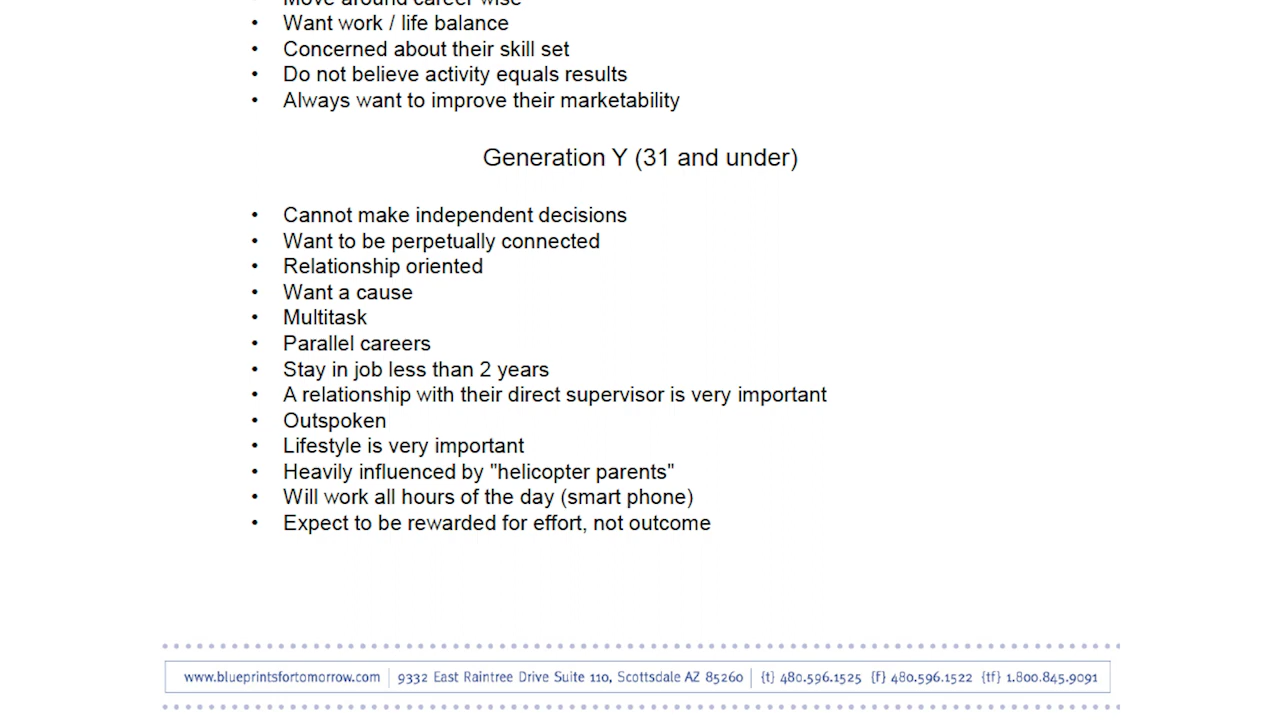 Move around career wise
• Want work / life balance
• Concerned about their skill set
• Do not believe activity equals results
• Always want to improve their marketability
Generation Y (31 and under)
• Cannot make independent decisions
• Want to be perpetually connected
• Relationship oriented
• Want a cause
• Multitask
• Parallel careers
• Stay in job less than 2 years
• A relationship with their direct supervisor is very important
• Outspoken
• Lifestyle is very important
• Heavily influenced by "helicopter parents"
• Will work all hours of the day (smart phone)
• Expect to be rewarded for effort, not outcome
www.blueprintsfortomorrow.com | 9332 East Raintree Drive Suite 110, Scottsdale AZ 85260 | {t} 480.596.1525 {f} 480.596.1522 {tf} 1.800.845.9091